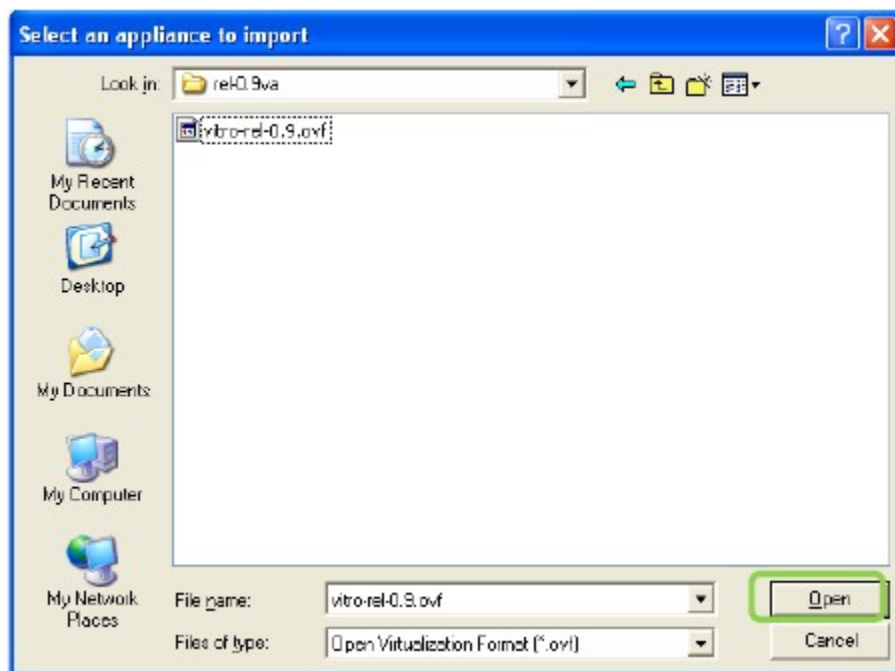 Select an appliance to import
Look in:
rel-0.9va
vitro-rel-0.9.ovf
My Recent
Documents
Desktop
My Documents
My Computer
My Network
Places
File name:
vitro-rel-0.9.ovf
Open
Files of type:
Open Virtualization Format (*.ovf)
Cancel